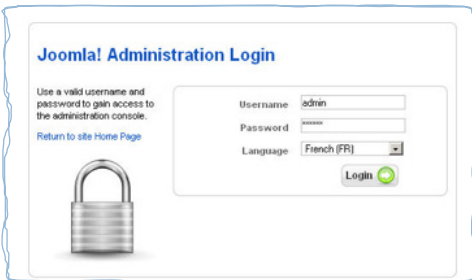 Joomla! Administration Login
Use a valid username and
password to gain access to
the administration console.
Return to site Home Page
Username admin
Password
Language French (FR)
Login